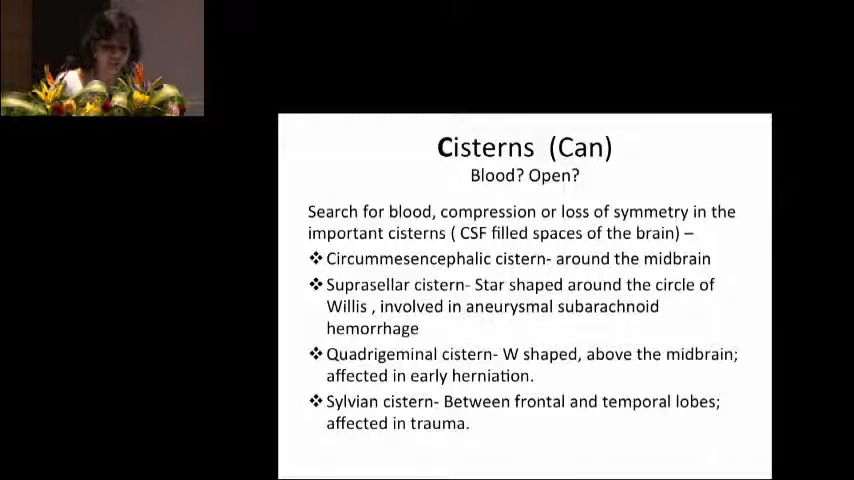 Cisterns (Can)
Blood? Open?
Search for blood, compression or loss of symmetry in the
important cisterns ( CSF filled spaces of the brain) –
❖Circummesencephalic cistern- around the midbrain
❖Suprasellar cistern- Star shaped around the circle of
Willis , involved in aneurysmal subarachnoid
hemorrhage
❖Quadrigeminal cistern- W shaped, above the midbrain;
affected in early herniation.
❖Sylvian cistern- Between frontal and temporal lobes;
affected in trauma.